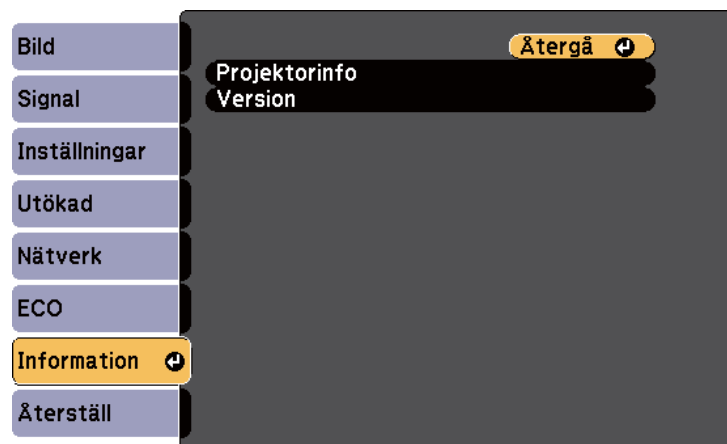 Bild
Signal
Inställningar
Utökad
Nätverk
ECO
Information
Återställ
Återgå
Projektorinfo
Version